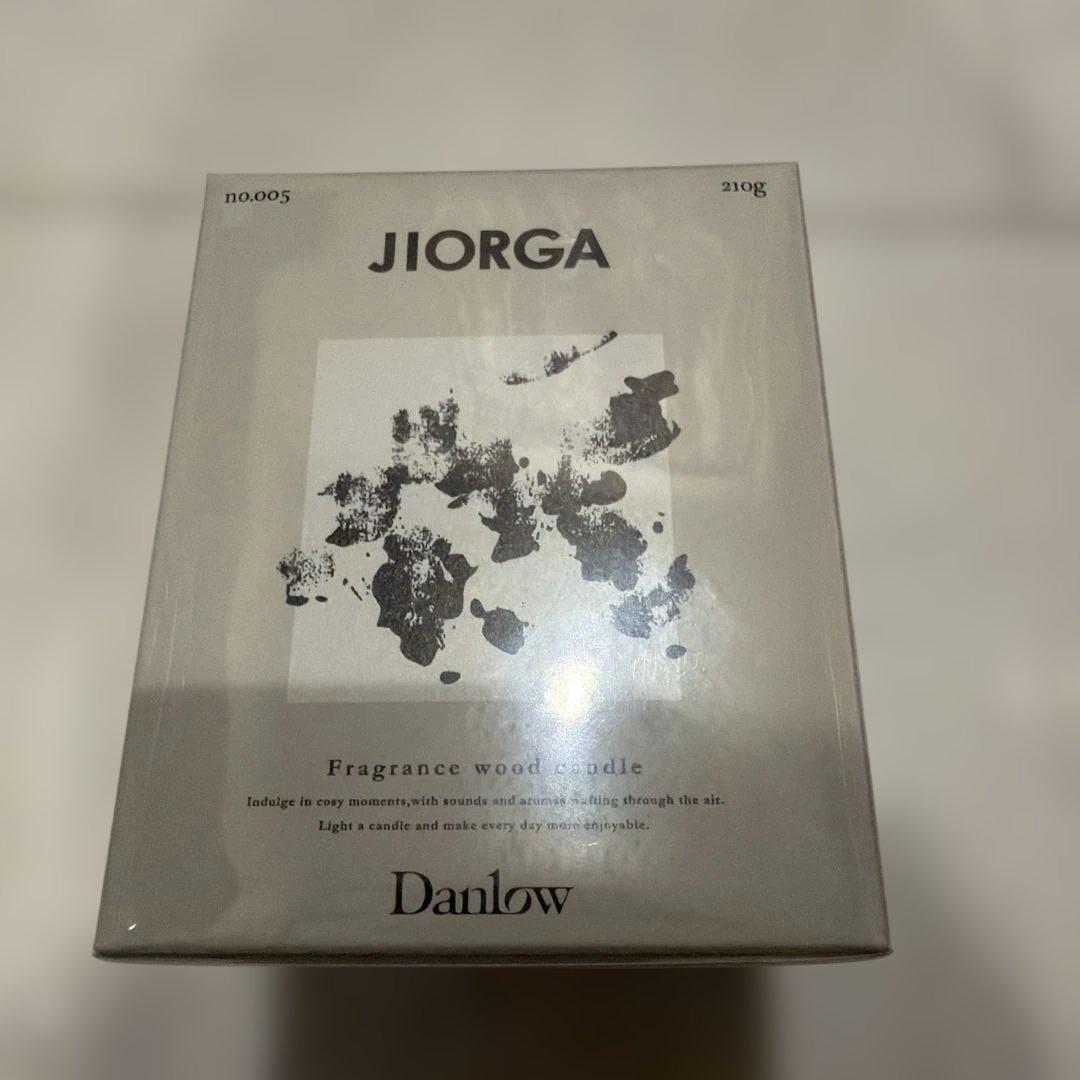 no.005
210g
JIORGA
Fragrance wood candle
Indulge in cosy moments,with sounds and aromas wafting through the air.
Light a candle and make every day more enjoyable.
Danlow